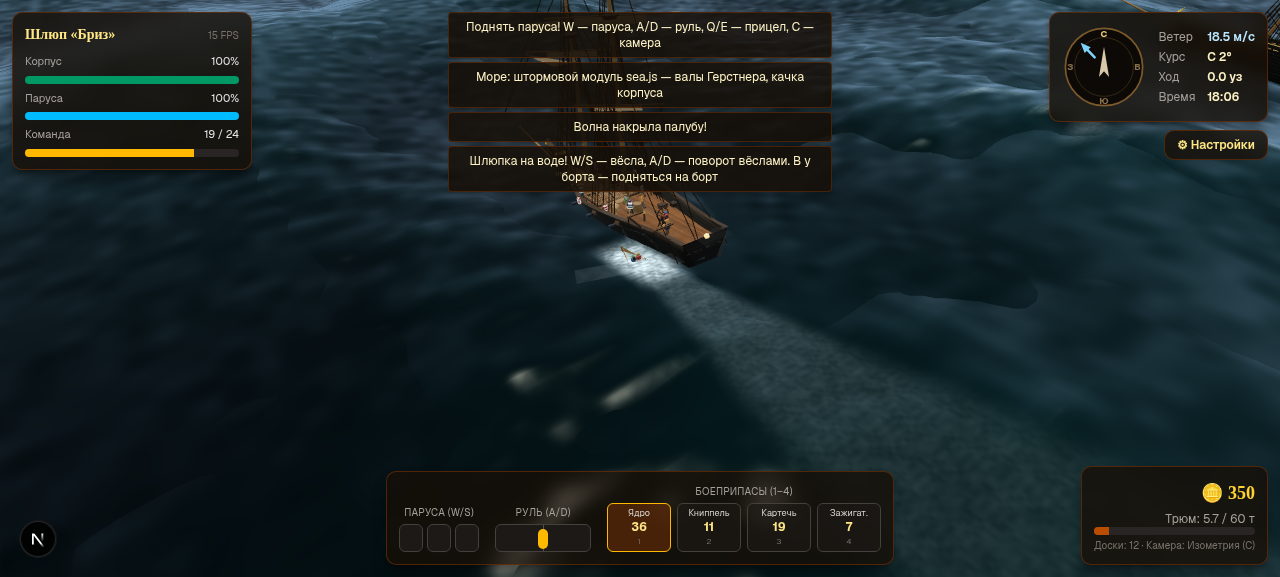 Шлюп «Бриз»
15 FPS
Корпус 100%
Паруса 100%
Команда 19 / 24
Поднять паруса! W — паруса, A/D — руль, Q/E — прицел, C —
камера
Море: штормовой модуль sea.js — валы Герстнера, качка
корпуса
Волна накрыла палубу!
Шлюпка на воде! W/S — вёсла, A/D — поворот вёслами. B у
борта — подняться на борт
С
З
В
Ю
Ветер 18.5 м/с
Курс С 2°
Ход 0.0 уз
Время 18:06
⚙ Настройки
ПАРУСА (W/S)
РУЛЬ (A/D)
БОЕПРИПАСЫ (1–4)
Ядро
36
1
Книппель
11
2
Картечь
19
3
Зажигат.
7
4
350
Трюм: 5.7 / 60 т
Доски: 12 · Камера: Изометрия (C)
N